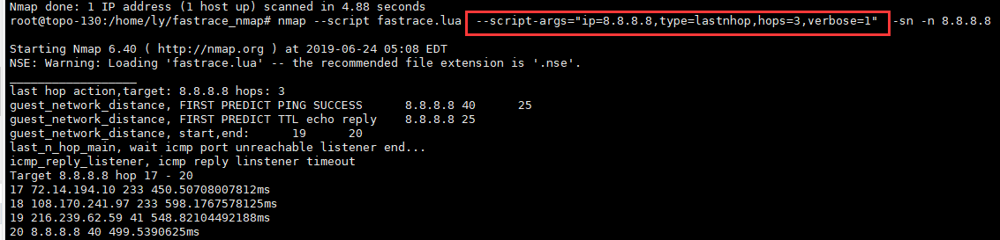 Nmap done: 1 IP address (1 host up) scanned in 4.88 seconds
root@topo-130:/home/ly/fastrace_nmap# nmap --script fastrace.lua  --script-args="ip=8.8.8.8,type=lastnhop,hops=3,verbose=1"  -sn -n 8.8.8.8
Starting Nmap 6.40 ( http://nmap.org ) at 2019-06-24 05:08 EDT
NSE: Warning: Loading 'fastrace.lua' -- the recommended file extension is '.nse'.
__________________
last hop action,target: 8.8.8.8 hops: 3
guest_network_distance, FIRST PREDICT PING SUCCESS      8.8.8.8 40      25
guest_network_distance, FIRST PREDICT TTL echo reply    8.8.8.8 25
guest_network_distance, start,end:      19      20
last_n_hop_main, wait icmp port unreachable listener end...
icmp_reply_listener, icmp reply linstener timeout
Target 8.8.8.8 hop 17 - 20
17 72.14.194.10 233 450.50708007812ms
18 108.170.241.97 233 598.1767578125ms
19 216.239.62.59 41 548.82104492188ms
20 8.8.8.8 40 499.5390625ms